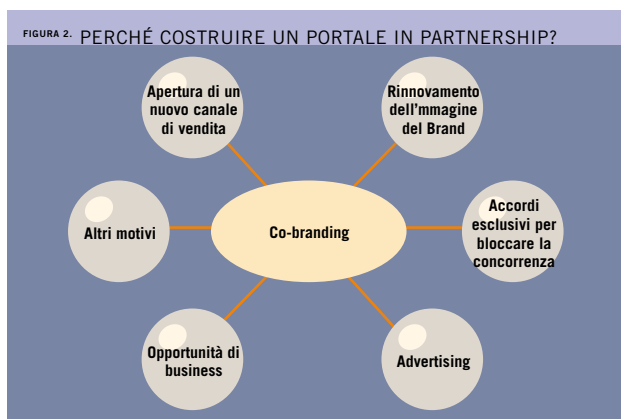 FIGURA 2. PERCHÉ COSTRUIRE UN PORTALE IN PARTNERSHIP?
Apertura di un
nuovo canale
di vendita
Rinnovamento
dell'mmagine
del Brand
Altri motivi
Co-branding
Accordi
esclusivi per
bloccare la
concorrenza
Opportunità di
business
Advertising